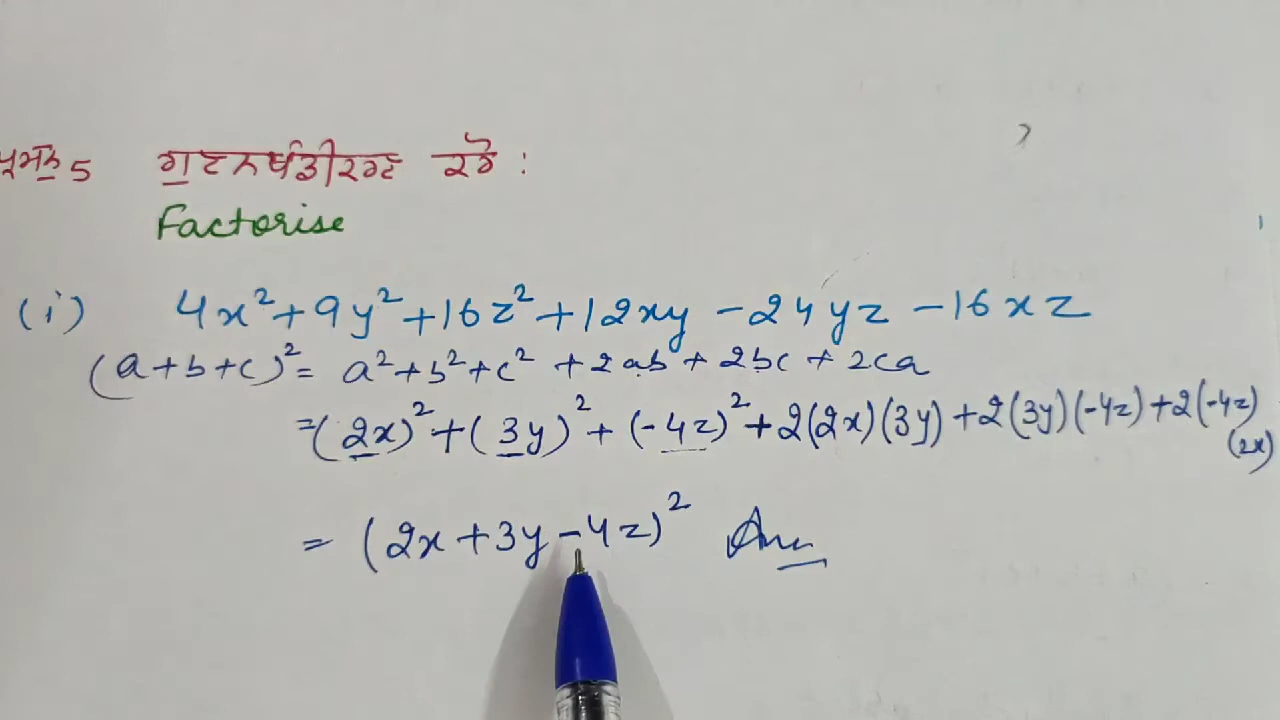 ਪ੍ਰਸ਼ਨ 5 ਗੁਣਨਖੰਡੀਕਰਣ ਕਰੋ :
Factorise
(i) 4x² + 9y² + 16z² + 12xy - 24yz - 16xz
(a+b+c)² = a² + b² + c² + 2ab + 2bc + 2ca
= (2x)² + (3y)² + (-4z)² + 2(2x)(3y) + 2(3y)(-4z) + 2(-4z)
(2x)
= (2x + 3y - 4z)² Ans